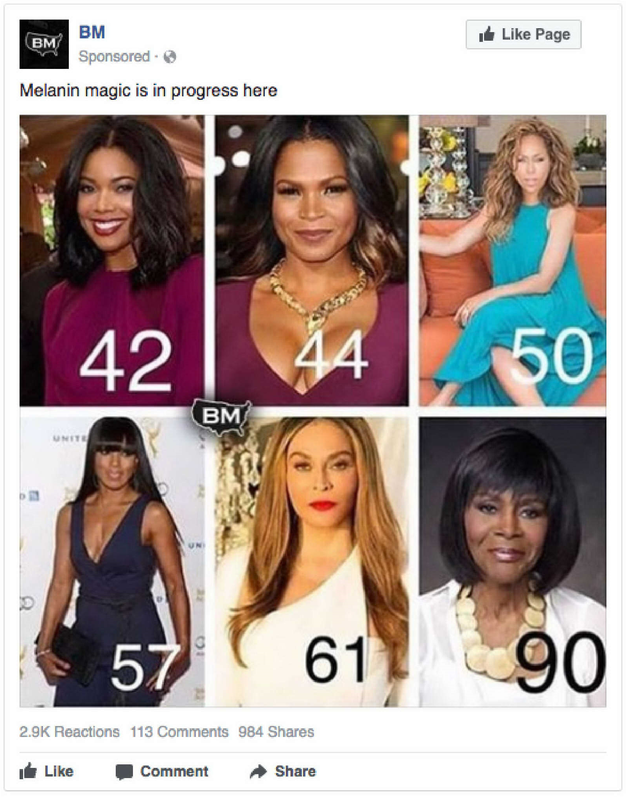 BM
BM
Sponsored ·
Like Page
Melanin magic is in progress here
42
44
50
BM
UNITE
UN
57
61
90
2.9K Reactions 113 Comments 984 Shares
Like Comment Share